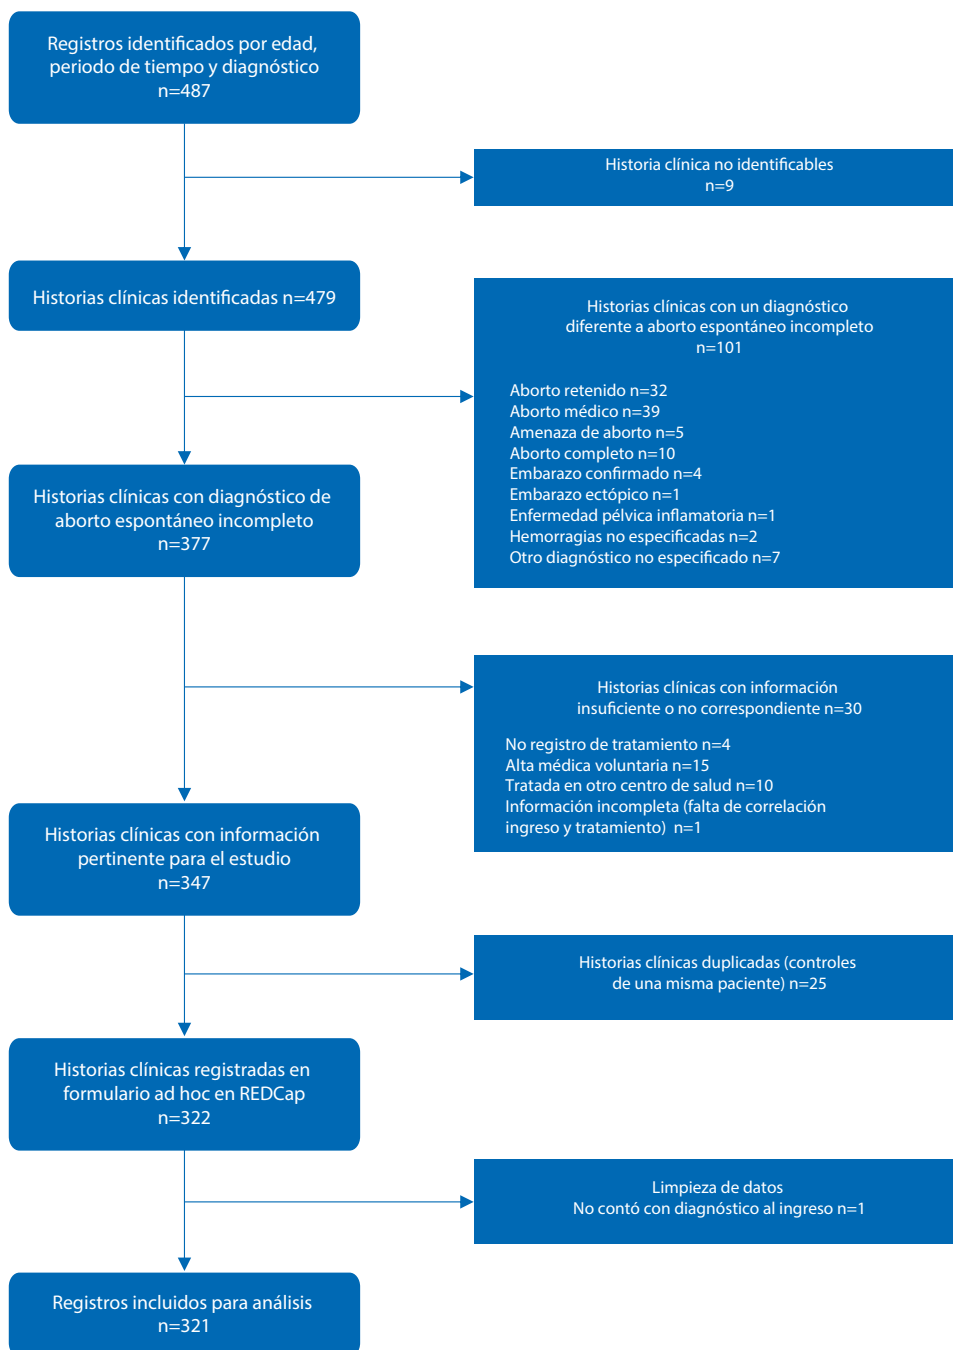 Registros identificados por edad,
periodo de tiempo y diagnóstico
n=487
Historia clínica no identificables
n=9
Historias clínicas identificadas n=479
Historias clínicas con un diagnóstico
diferente a aborto espontáneo incompleto
n=101
Aborto retenido n=32
Aborto médico n=39
Amenaza de aborto n=5
Aborto completo n=10
Embarazo confirmado n=4
Embarazo ectópico n=1
Enfermedad pélvica inflamatoria n=1
Hemorragias no especificadas n=2
Otro diagnóstico no especificado n=7
Historias clínicas con diagnóstico de
aborto espontáneo incompleto
n=377
Historias clínicas con información
insuficiente o no correspondiente n=30
No registro de tratamiento n=4
Alta médica voluntaria n=15
Tratada en otro centro de salud n=10
Información incompleta (falta de correlación
ingreso y tratamiento) n=1
Historias clínicas con información
pertinente para el estudio
n=347
Historias clínicas duplicadas (controles
de una misma paciente) n=25
Historias clínicas registradas en
formulario ad hoc en REDCap
n=322
Limpieza de datos
No contó con diagnóstico al ingreso n=1
Registros incluidos para análisis
n=321